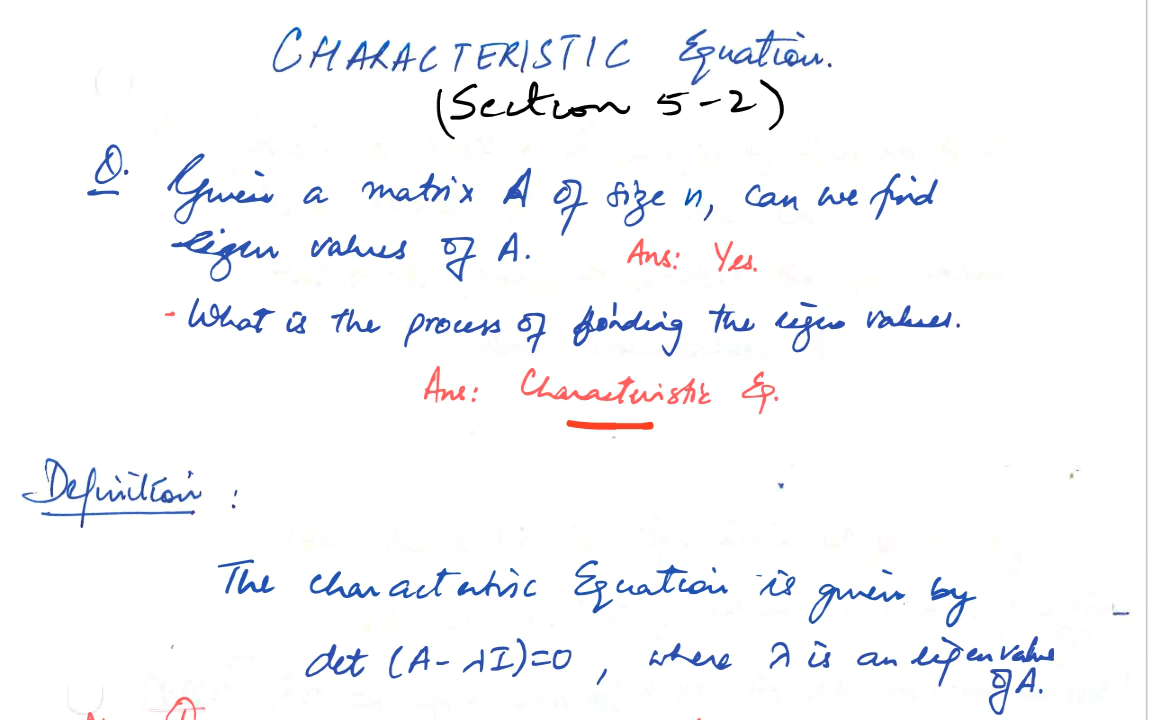 CHARACTERISTIC Equation.
(Section 5-2)
Q. Given a matrix A of size n, can we find
eigen values of A. Ans: Yes.
- What is the process of finding the eigen values.
Ans: Characteristic Eq.
Definition :
The charactertic Equation is given by
det (A - λI)=0, where λ is an eigenvalue
of A.